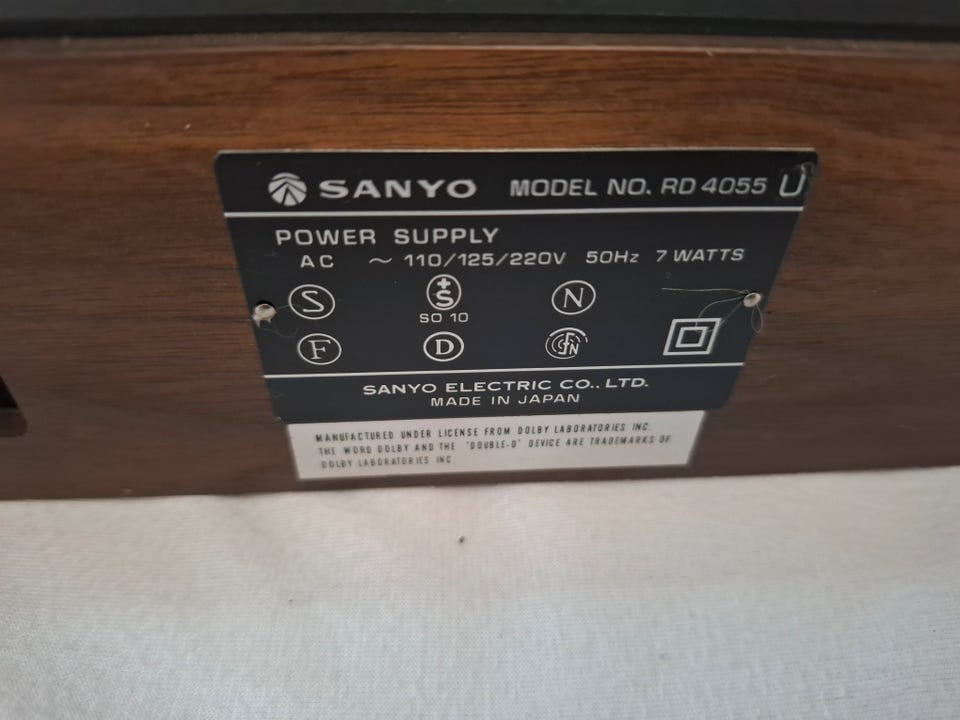 SANYO MODEL NO. RD 4055 U
POWER SUPPLY
AC ~ 110/125/220V 50Hz 7 WATTS
S +S N
SO 10
F D FN
SANYO ELECTRIC CO., LTD.
MADE IN JAPAN
MANUFACTURED UNDER LICENSE FROM DOLBY LABORATORIES INC.
THE WORD DOLBY AND THE "DOUBLE-D" DEVICE ARE TRADEMARKS OF
DOLBY LABORATORIES INC